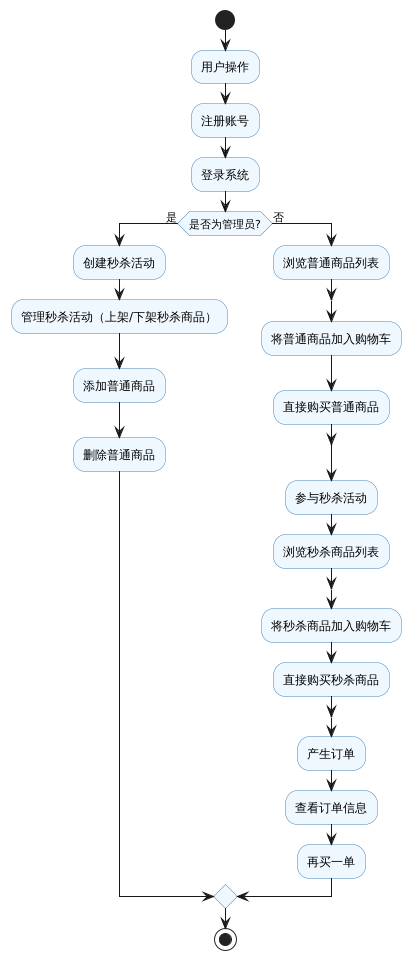 用户操作
注册账号
登录系统
是否为管理员?
是
否
创建秒杀活动
管理秒杀活动（上架/下架秒杀商品）
添加普通商品
删除普通商品
浏览普通商品列表
将普通商品加入购物车
直接购买普通商品
参与秒杀活动
浏览秒杀商品列表
将秒杀商品加入购物车
直接购买秒杀商品
产生订单
查看订单信息
再买一单